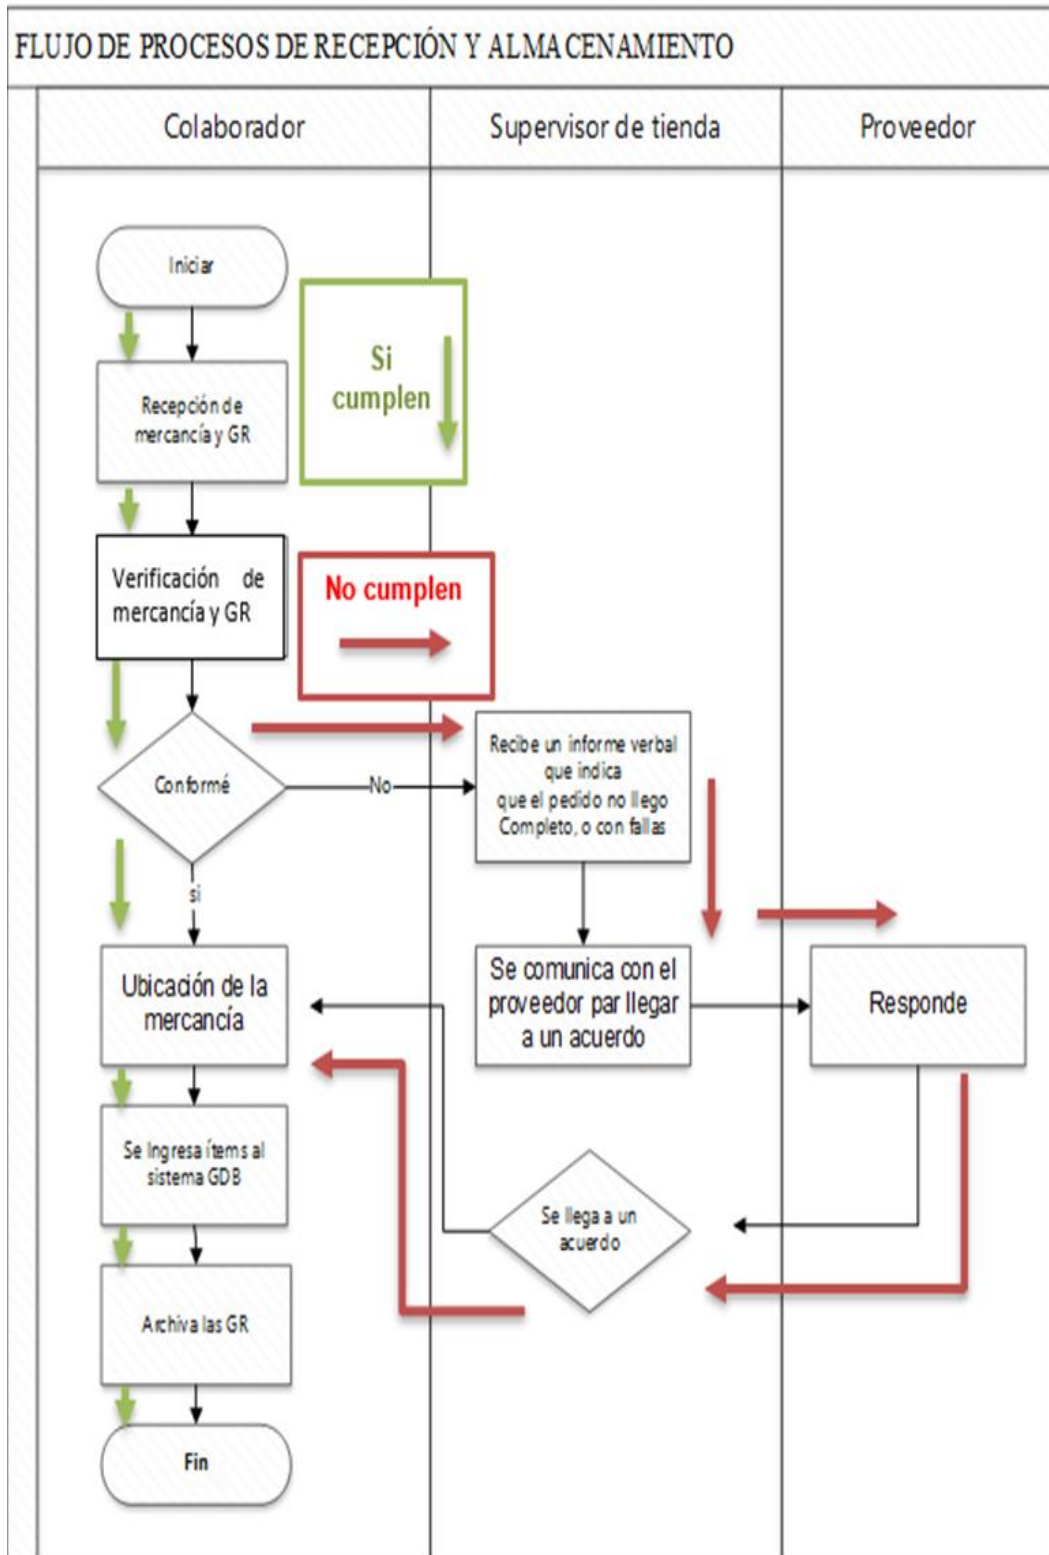 FLUJO DE PROCESOS DE RECEPCIÓN Y ALMACENAMIENTO
Colaborador
Supervisor de tienda
Proveedor
Iniciar
Si
cumplen
Recepción de
mercancía y GR
Verificación de
mercancía y GR
No cumplen
Conformé
No
Recibe un informe verbal
que indica
que el pedido no llego
Completo, o con fallas
si
Ubicación de la
mercancía
Se comunica con el
proveedor par llegar
a un acuerdo
Responde
Se Ingresa ítems al
sistema GDB
Se llega a un
acuerdo
Archiva las GR
Fin